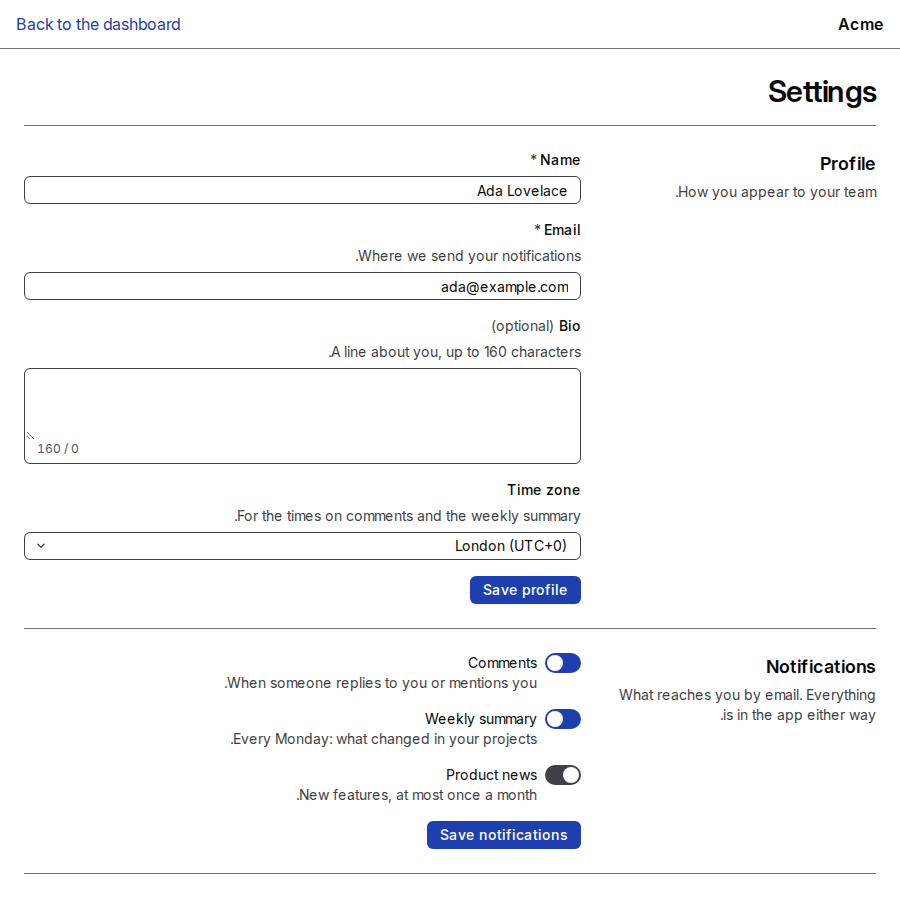 Acme
Back to the dashboard
Settings
Profile
.How you appear to your team
* Name
Ada Lovelace
* Email
.Where we send your notifications
ada@example.com
(optional) Bio
.A line about you, up to 160 characters
160 / 0
Time zone
.For the times on comments and the weekly summary
London (UTC+0)
Save profile
Notifications
What reaches you by email. Everything
.is in the app either way
Comments
.When someone replies to you or mentions you
Weekly summary
.Every Monday: what changed in your projects
Product news
.New features, at most once a month
Save notifications